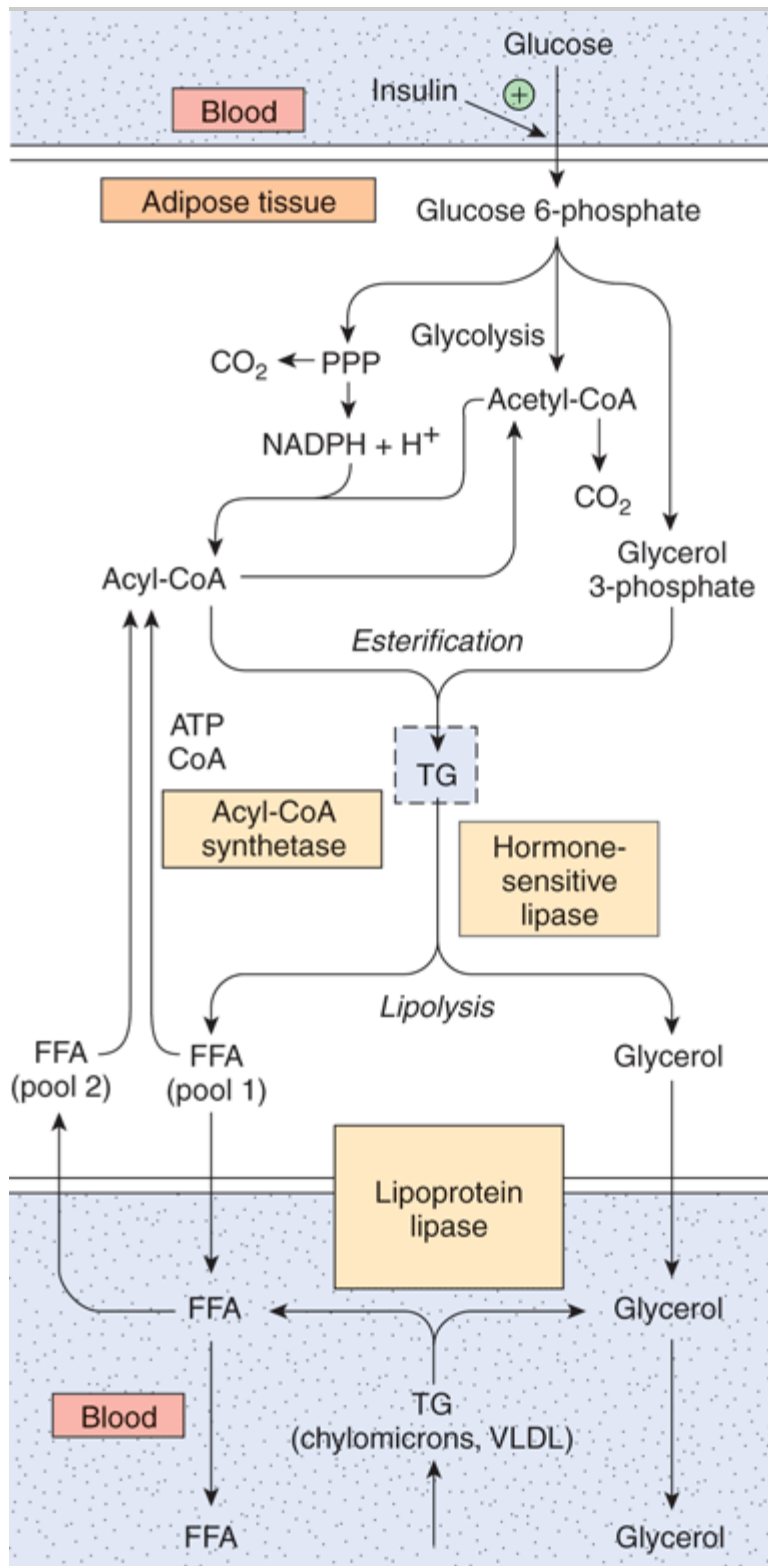 Glucose
Insulin
+
Blood
Adipose tissue
Glucose 6-phosphate
Glycolysis
CO₂
PPP
Acetyl-CoA
NADPH + H⁺
CO₂
Glycerol
3-phosphate
Acyl-CoA
Esterification
ATP
CoA
TG
Acyl-CoA
synthetase
Hormone-
sensitive
lipase
Lipolysis
FFA
(pool 2)
FFA
(pool 1)
Glycerol
Lipoprotein
lipase
FFA
Glycerol
Blood
TG
(chylomicrons, VLDL)
FFA
Glycerol